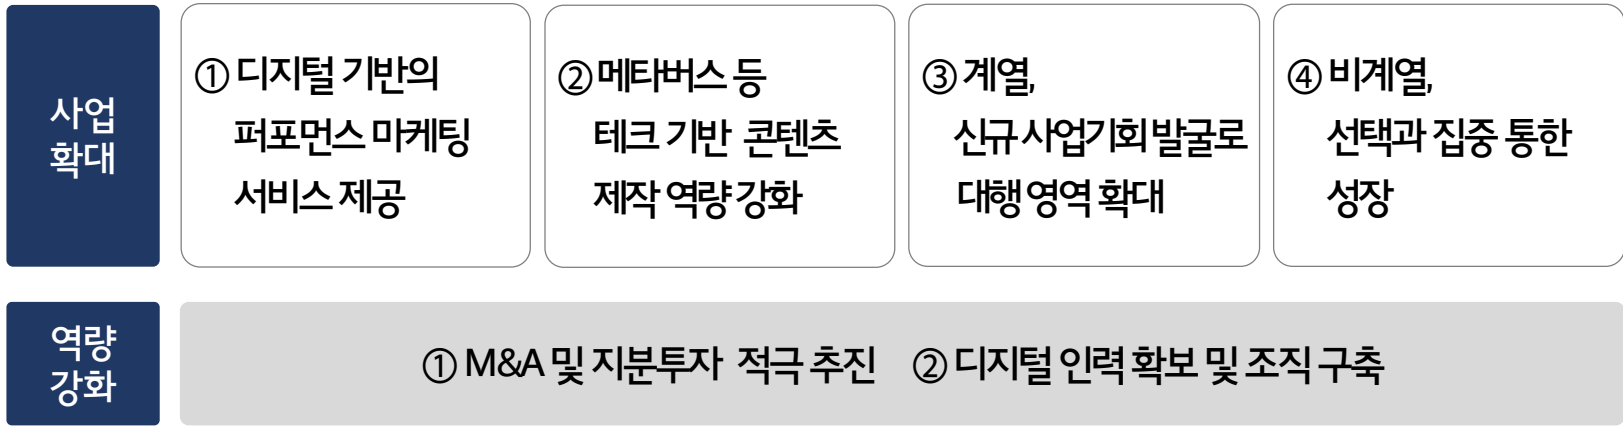 사업
확대
① 디지털 기반의
퍼포먼스 마케팅
서비스 제공
② 메타버스 등
테크 기반 콘텐츠
제작 역량 강화
③ 계열,
신규 사업기회 발굴로
대행 영역 확대
④ 비계열,
선택과 집중 통한
성장
역량
강화
① M&A 및 지분투자 적극 추진 ② 디지털 인력 확보 및 조직 구축